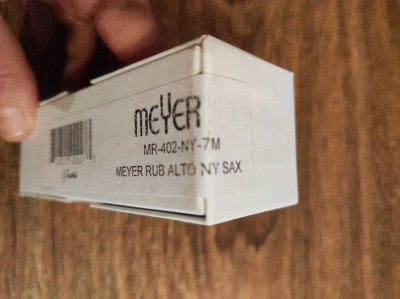 meYER
MR-402-NY-7M
MEYER RUB ALTO NY SAX